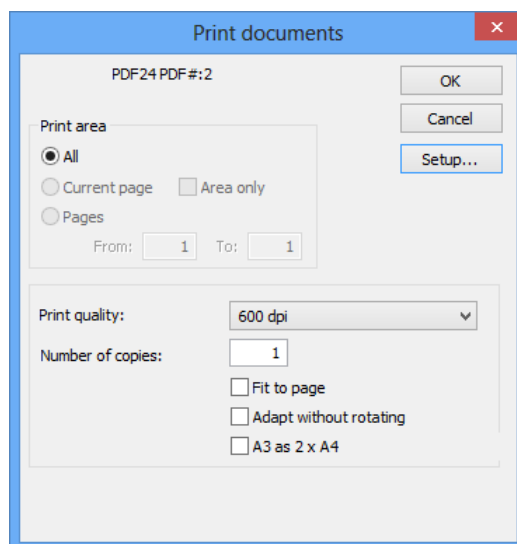 Print documents
PDF24 PDF#:2
OK
Cancel
Setup...
Print area
All
Current page Area only
Pages
From: 1 To: 1
Print quality: 600 dpi
Number of copies: 1
Fit to page
Adapt without rotating
A3 as 2 x A4